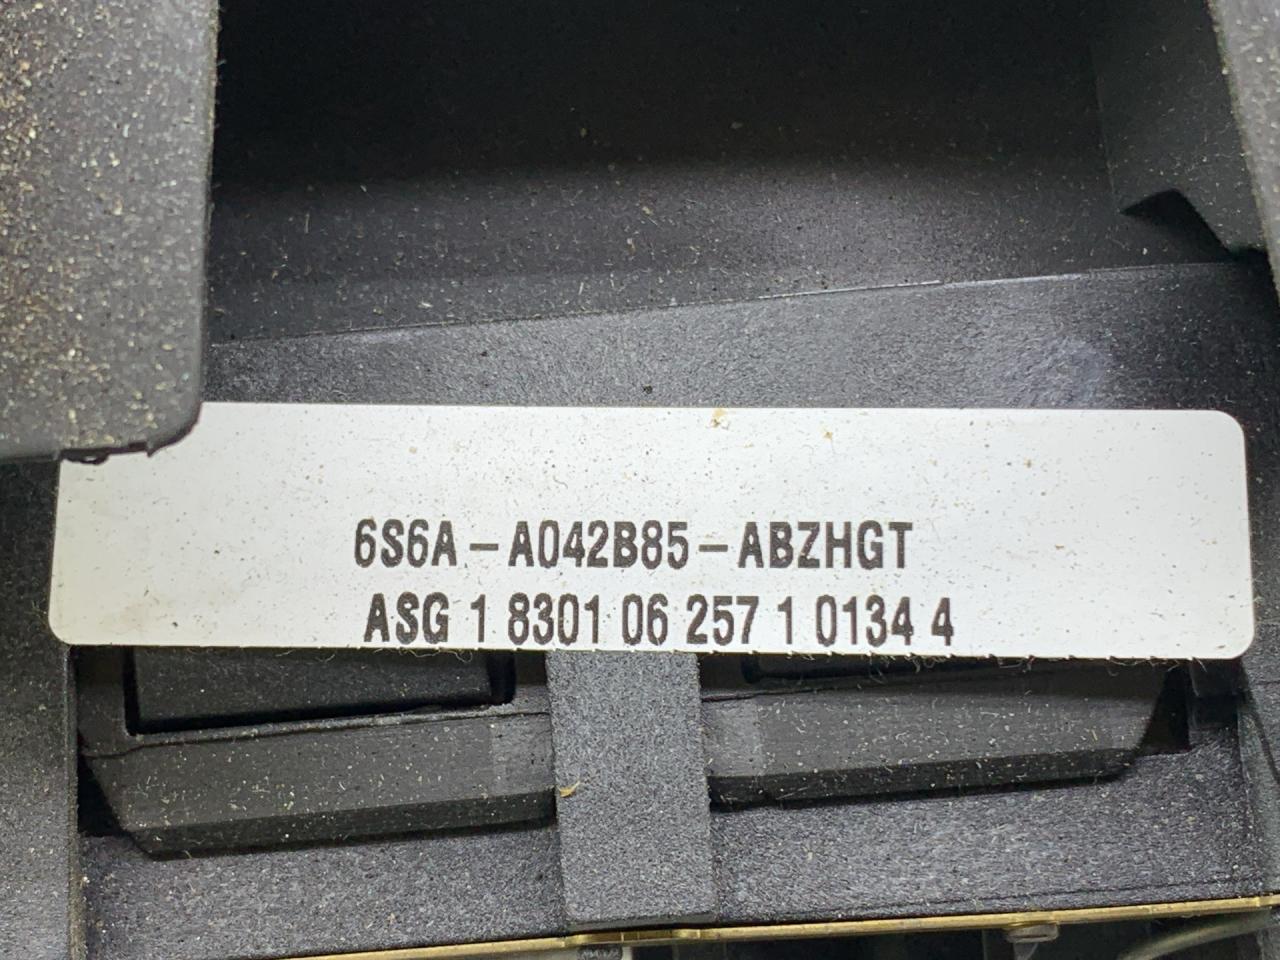 6S6A-A042B85-ABZHGT
ASG 1 8301 06 257 1 0134 4